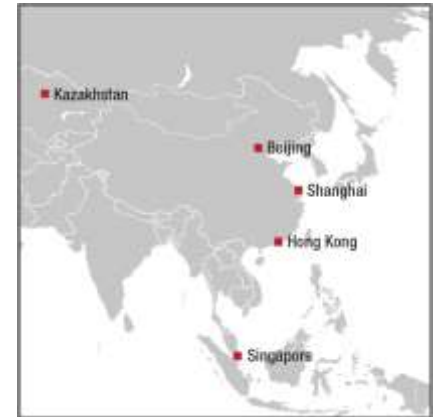 Kazakhstan
Beijing
Shanghai
Hong Kong
Singapore